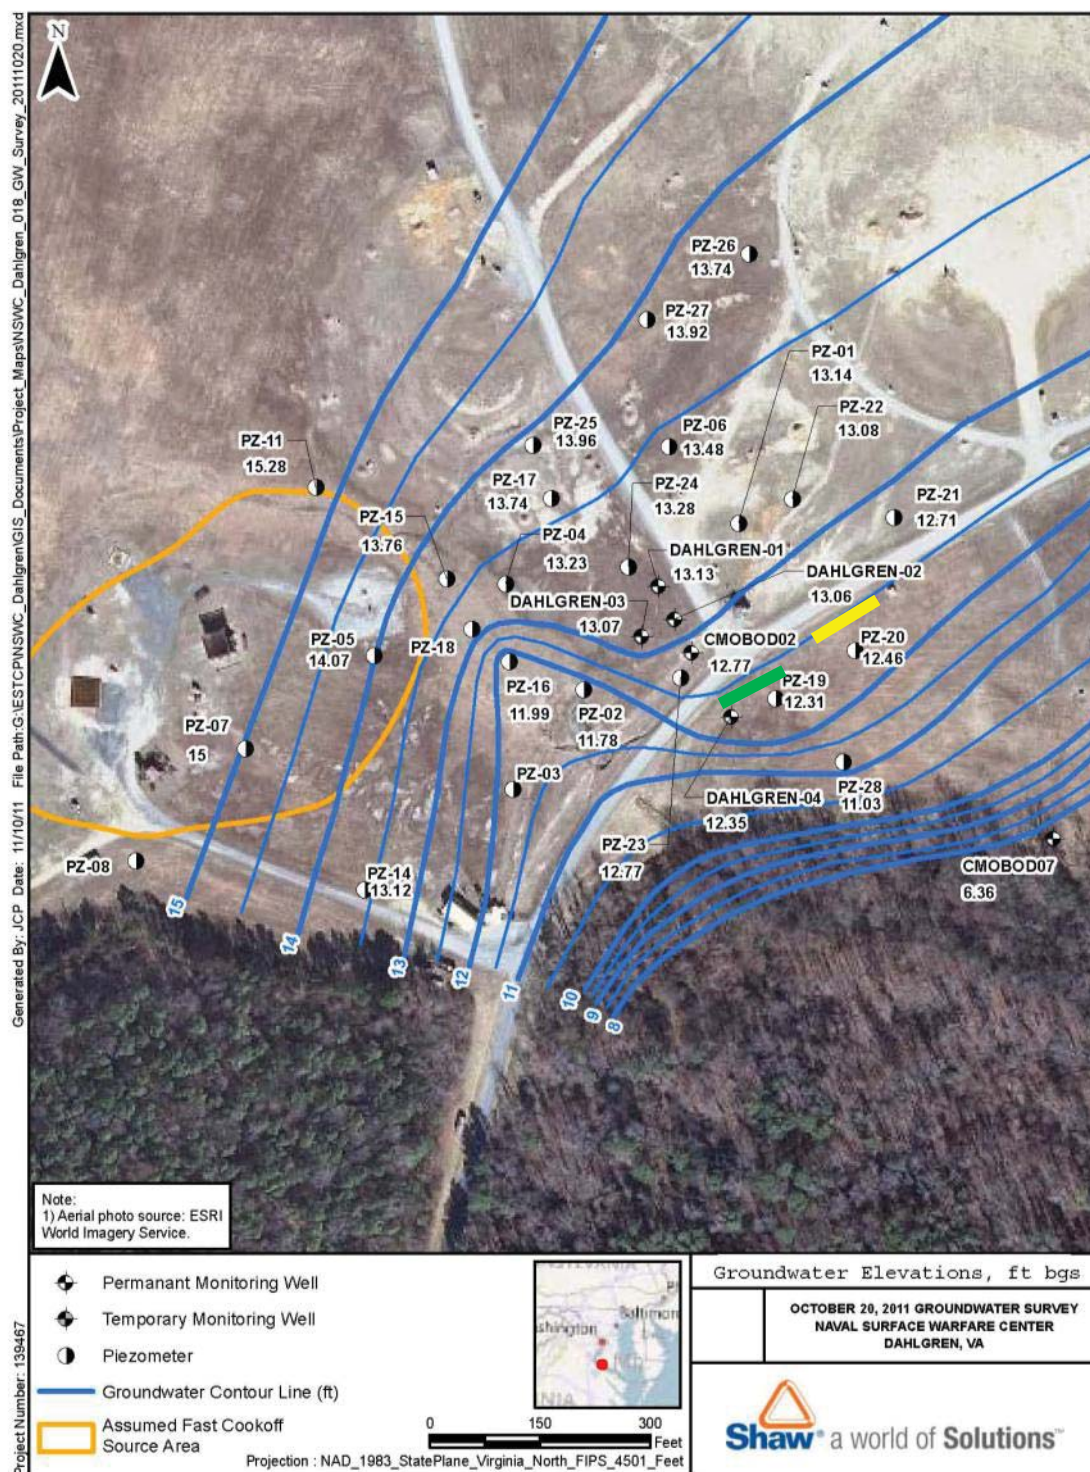 Generated By: JCP Date: 11/10/11 File Path:G:\ESTCP\NSWC_Dahlgren\GIS_Documents\Project_Maps\NSWC_Dahlgren_018_GW_Survey_20111020.mxd
Project Number: 139467
N
PZ-26
13.74
PZ-27
13.92
PZ-01
13.14
PZ-22
13.08
PZ-25
13.96
PZ-06
13.48
PZ-11
15.28
PZ-17
13.74
PZ-24
13.28
PZ-21
12.71
PZ-15
13.76
PZ-04
13.23
DAHLGREN-01
13.13
DAHLGREN-02
13.06
DAHLGREN-03
13.07
PZ-05
14.07
PZ-18
CMOBOD02
12.77
PZ-20
12.46
PZ-16
11.99
PZ-02
11.78
PZ-19
12.31
PZ-07
15
PZ-03
PZ-28
11.03
DAHLGREN-04
12.35
PZ-23
12.77
PZ-08
PZ-14
13.12
CMOBOD07
6.36
15
14
13
12
11
10
9
8
Note:
1) Aerial photo source: ESRI
World Imagery Service.
Permanant Monitoring Well
Temporary Monitoring Well
Piezometer
Groundwater Contour Line (ft)
Assumed Fast Cookoff
Source Area
NSYLVANIA
Baltimor
ashington
NIA
0 150 300
Feet
Projection : NAD_1983_StatePlane_Virginia_North_FIPS_4501_Feet
Groundwater Elevations, ft bgs
OCTOBER 20, 2011 GROUNDWATER SURVEY
NAVAL SURFACE WARFARE CENTER
DAHLGREN, VA
Shaw® a world of Solutions™